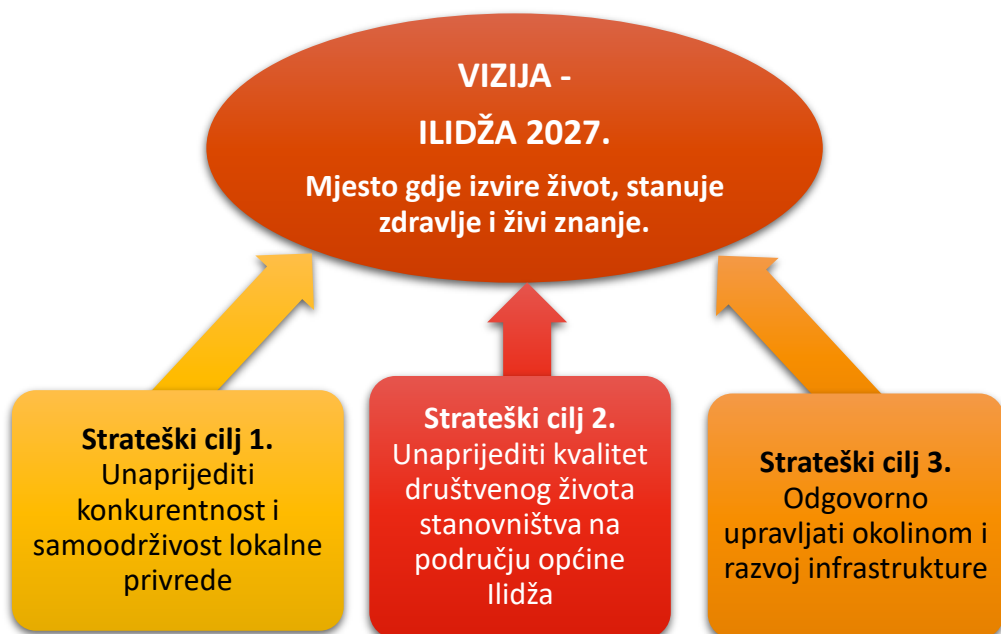 VIZIJA -
ILIDŽA 2027.
Mjesto gdje izvire život, stanuje
zdravlje i živi znanje.
Strateški cilj 1.
Unaprijediti
konkurentnost i
samoodrživost lokalne
privrede
Strateški cilj 2.
Unaprijediti kvalitet
društvenog života
stanovništva na
području općine
Ilidža
Strateški cilj 3.
Odgovorno
upravljati okolinom i
razvoj infrastrukture